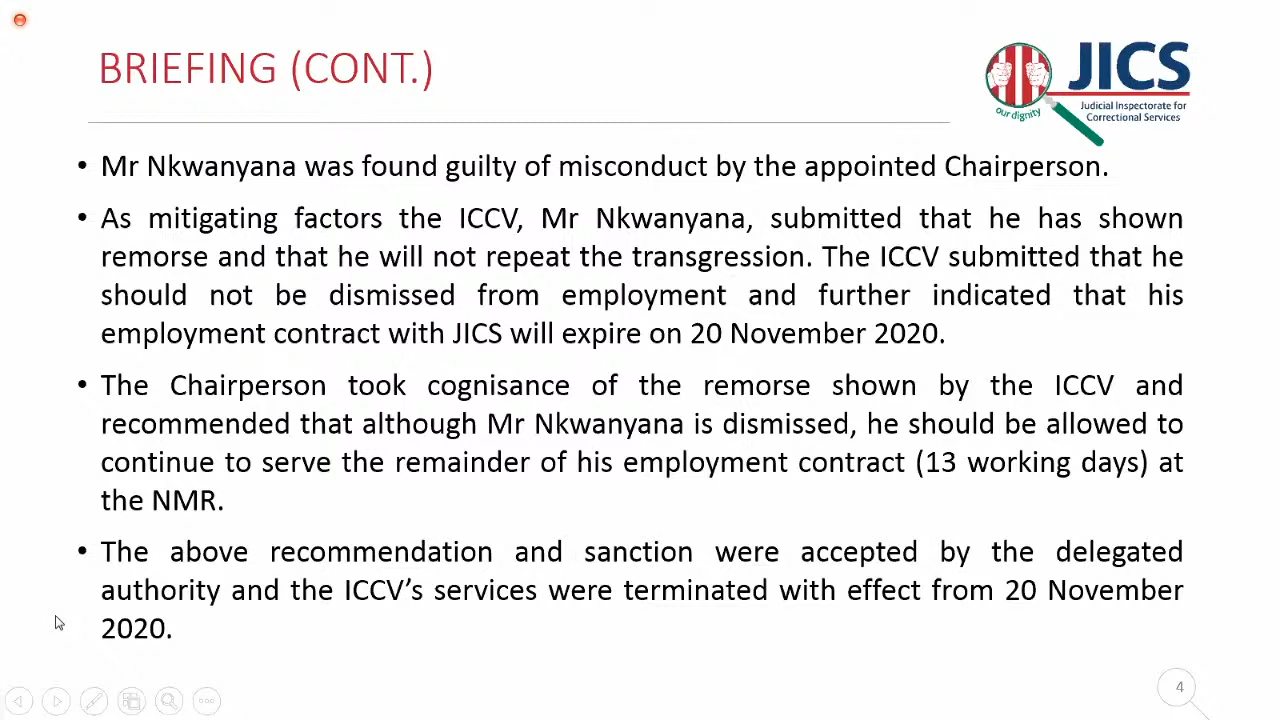 BRIEFING (CONT.)
JICS
Judicial Inspectorate for
Correctional Services
our dignity
• Mr Nkwanyana was found guilty of misconduct by the appointed Chairperson.
• As mitigating factors the ICCV, Mr Nkwanyana, submitted that he has shown
remorse and that he will not repeat the transgression. The ICCV submitted that he
should not be dismissed from employment and further indicated that his
employment contract with JICS will expire on 20 November 2020.
• The Chairperson took cognisance of the remorse shown by the ICCV and
recommended that although Mr Nkwanyana is dismissed, he should be allowed to
continue to serve the remainder of his employment contract (13 working days) at
the NMR.
• The above recommendation and sanction were accepted by the delegated
authority and the ICCV’s services were terminated with effect from 20 November
2020.
4